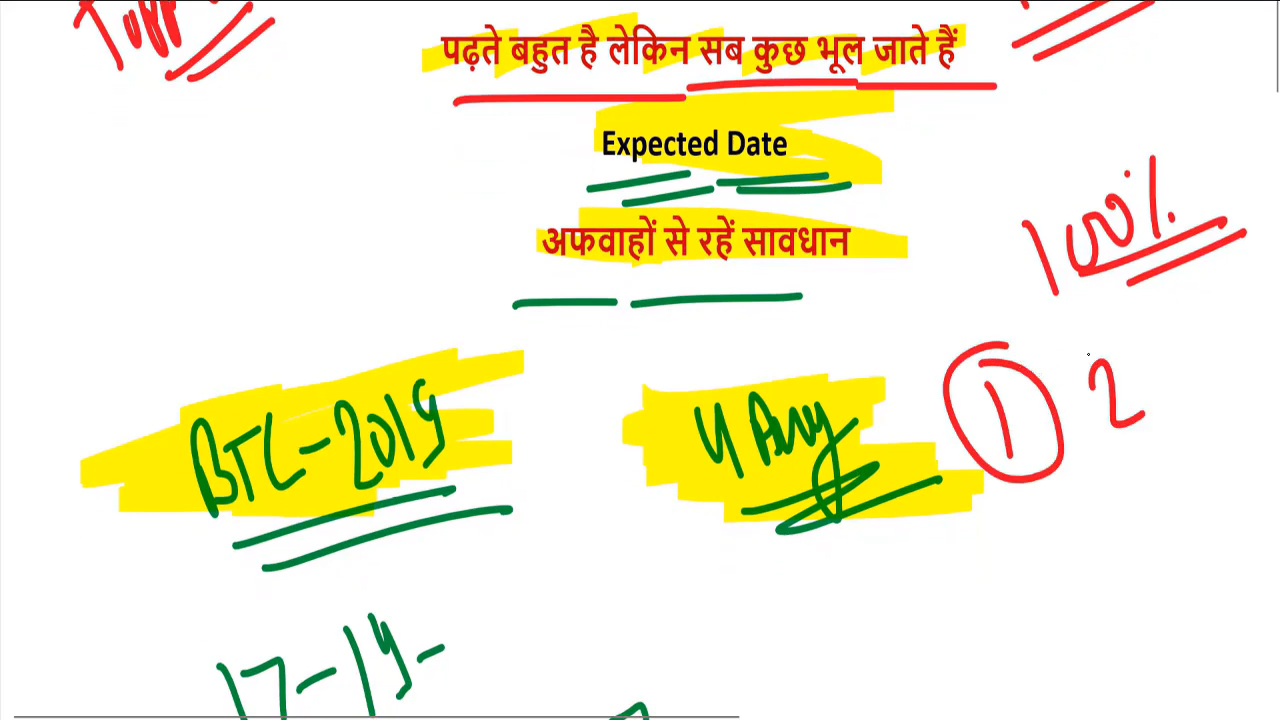 पढ़ते बहुत है लेकिन सब कुछ भूल जाते हैं
Expected Date
अफवाहों से रहें सावधान
100%
BTC-2019
4 Aug
1 2
17-19-